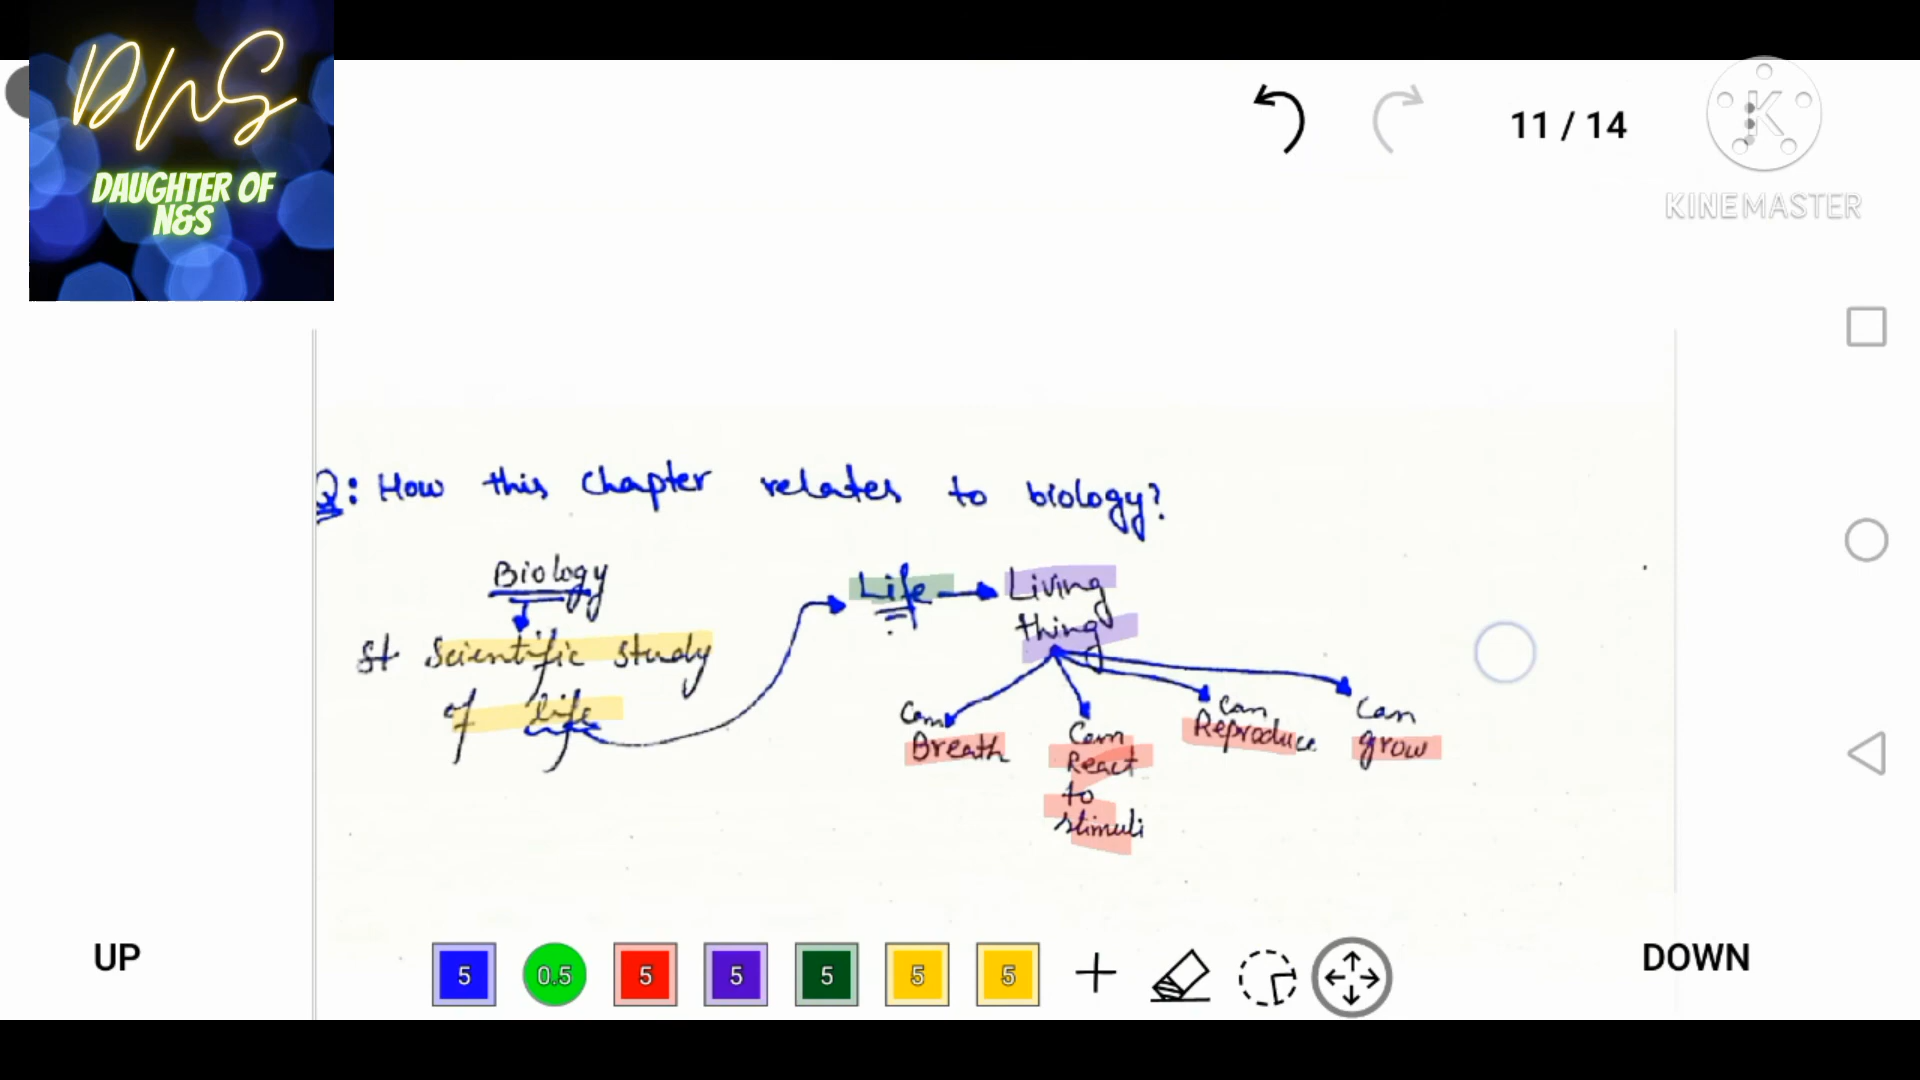 DNS
DAUGHTER OF
N&S
11 / 14
K
KINEMASTER
Q: How this chapter relates to biology?
Biology
St Scientific study
of life
Life
Living
thing
Can
Breath
Can
React
to
stimuli
Can
Reproduce
Can
grow
UP
5
0.5
5
5
5
5
5
DOWN